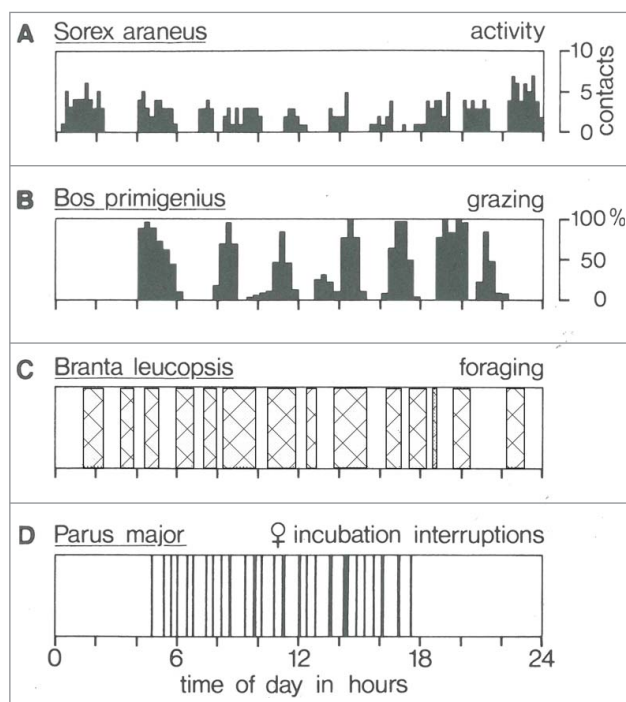 A Sorex araneus activity
10
5
0
contacts
B Bos primigenius grazing
100 %
50
0
C Branta leucopsis foraging
D Parus major ♀ incubation interruptions
0 6 12 18 24
time of day in hours